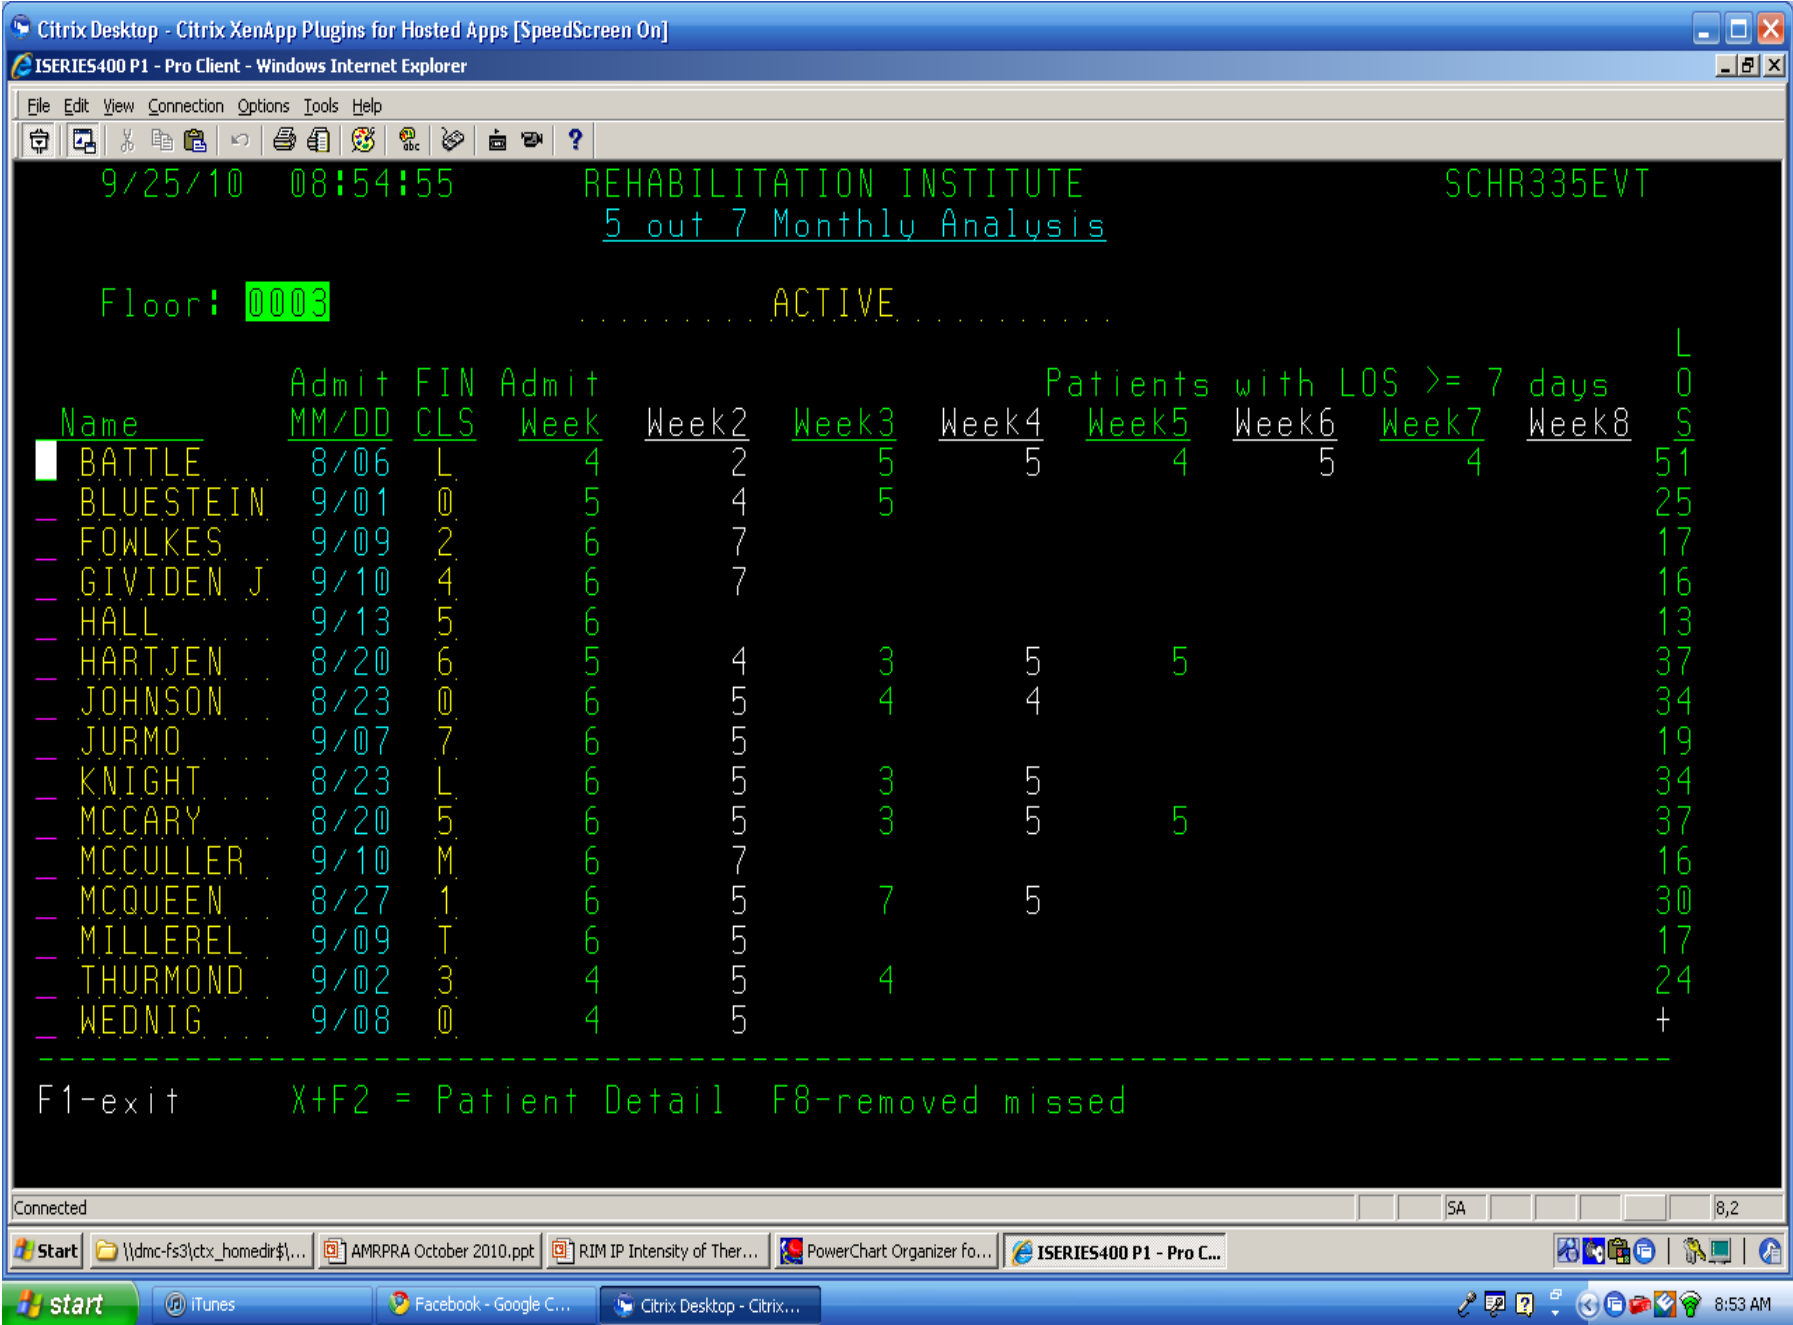 Citrix Desktop - Citrix XenApp Plugins for Hosted Apps [SpeedScreen On]
ISERIES400 P1 - Pro Client - Windows Internet Explorer
File Edit View Connection Options Tools Help
9/25/10 08:54:55 REHABILITATION INSTITUTE SCHR335EVT
5 out 7 Monthly Analysis
Floor: 0003 . . . . . . . . . ACTIVE. . . . . . . . . . .
L
Admit FIN Admit Patients with LOS >= 7 days O
Name MM/DD CLS Week Week2 Week3 Week4 Week5 Week6 Week7 Week8 S
BATTLE 8/06 L 4 2 5 5 4 5 4 51
BLUESTEIN 9/01 0 5 4 5 25
FOWLKES 9/09 2 6 7 17
GIVIDEN J 9/10 4 6 7 16
HALL 9/13 5 6 13
HARTJEN 8/20 6 5 4 3 5 5 37
JOHNSON 8/23 0 6 5 4 4 34
JURMO 9/07 7 6 5 19
KNIGHT 8/23 L 6 5 3 5 34
MCCARY 8/20 5 6 5 3 5 5 37
MCCULLER 9/10 M 6 7 16
MCQUEEN 8/27 1 6 5 7 5 30
MILLEREL 9/09 T 6 5 17
THURMOND 9/02 3 4 5 4 24
WEDNIG 9/08 0 4 5 +
F1-exit X+F2 = Patient Detail F8-removed missed
Connected SA 8,2
Start \\dmc-fs3\ctx_homedir$\... AMRPRA October 2010.ppt RIM IP Intensity of Ther... PowerChart Organizer fo... ISERIES400 P1 - Pro C...
start iTunes Facebook - Google C... Citrix Desktop - Citrix... 8:53 AM